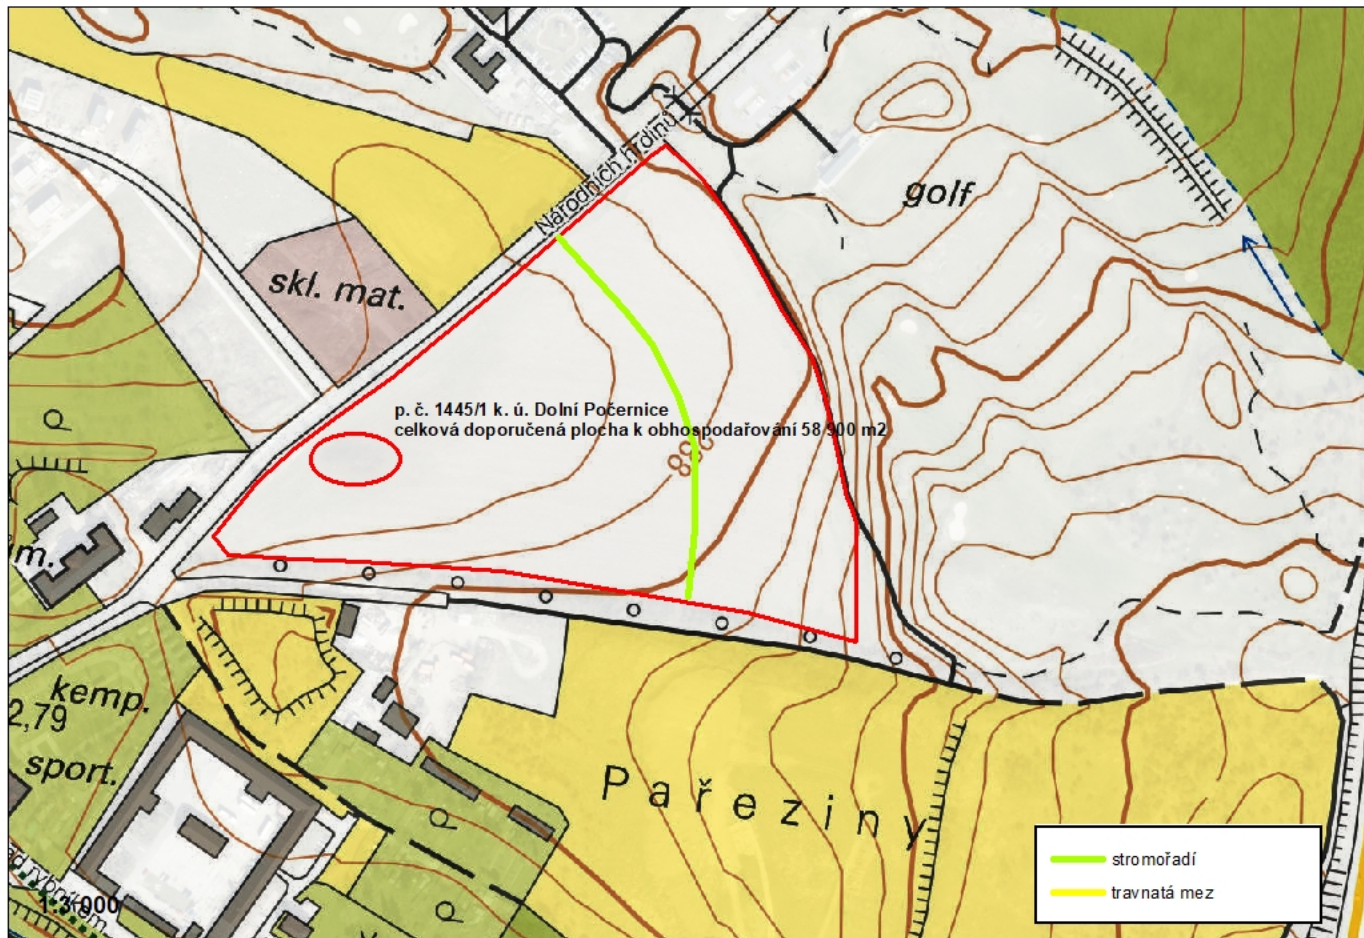 Národních hrdinů
golf
skl. mat.
p. č. 1445/1 k. ú. Dolní Počernice
celková doporučená plocha k obhospodařování 58 900 m2
m.
kemp.
2,79
sport.
Pařeziny
stromořadí
travnatá mez
rybníkem
1:3 000